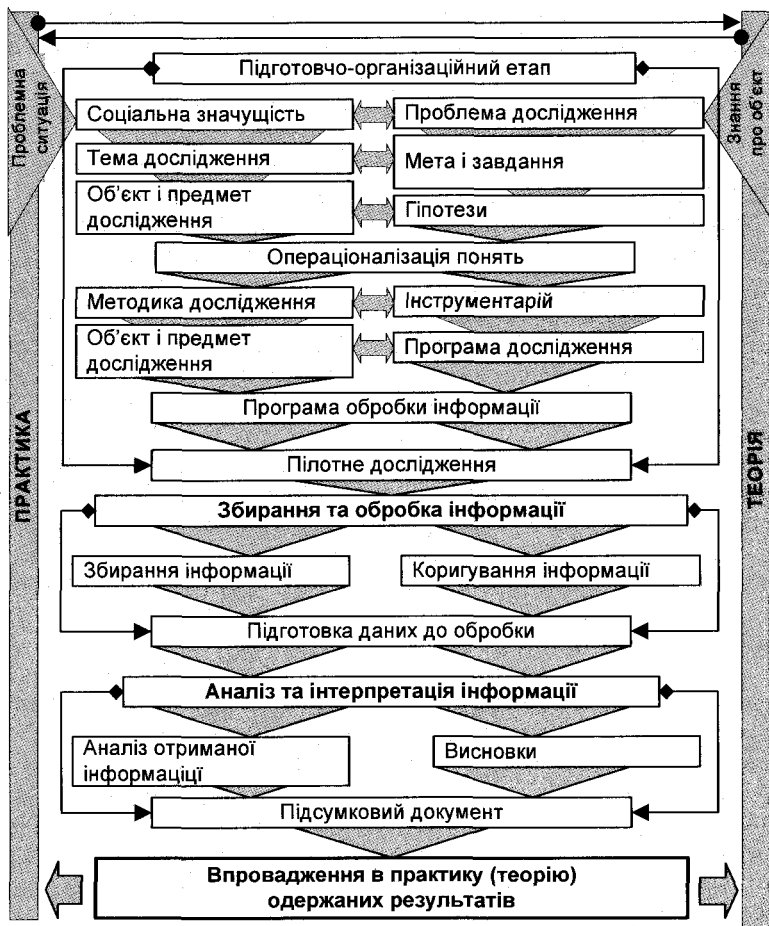 Підготовчо-організаційний етап
Проблемна
ситуація
Знання
про об'єкт
Соціальна значущість
Проблема дослідження
Тема дослідження
Мета і завдання
Об'єкт і предмет
дослідження
Гіпотези
Операціоналізація понять
Методика дослідження
Інструментарій
Об'єкт і предмет
дослідження
Програма дослідження
Програма обробки інформації
Пілотне дослідження
ПРАКТИКА
ТЕОРІЯ
Збирання та обробка інформації
Збирання інформації
Коригування інформації
Підготовка даних до обробки
Аналіз та інтерпретація інформації
Аналіз отриманої
інформаціції
Висновки
Підсумковий документ
Впровадження в практику (теорію)
одержаних результатів